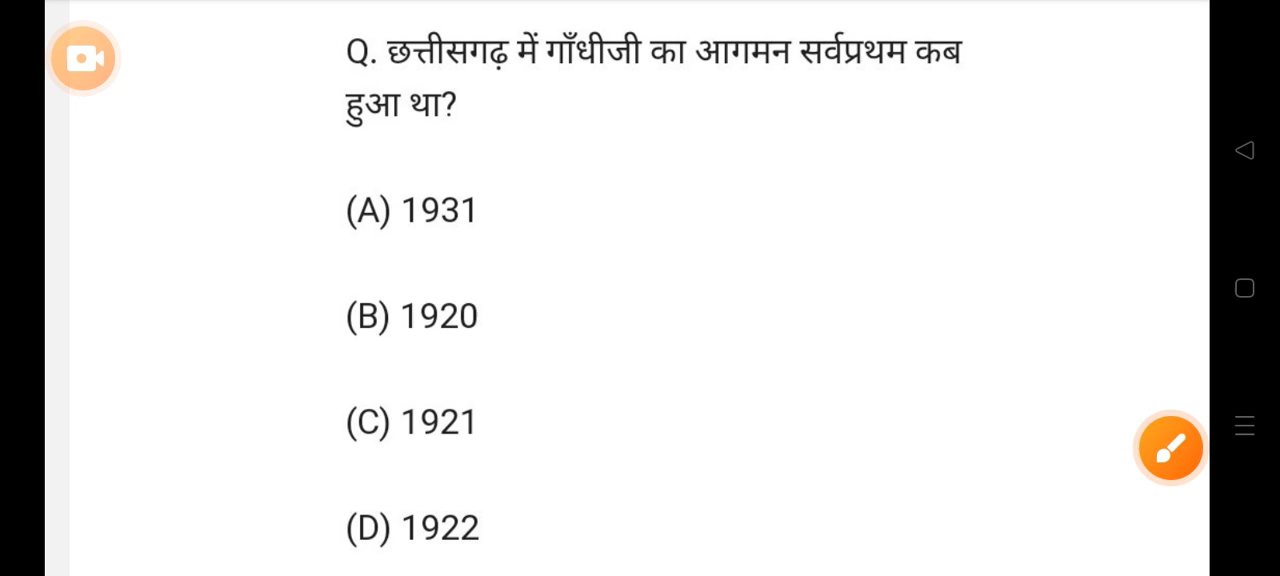 Q. छत्तीसगढ़ में गाँधीजी का आगमन सर्वप्रथम कब
हुआ था?
(A) 1931
(B) 1920
(C) 1921
(D) 1922